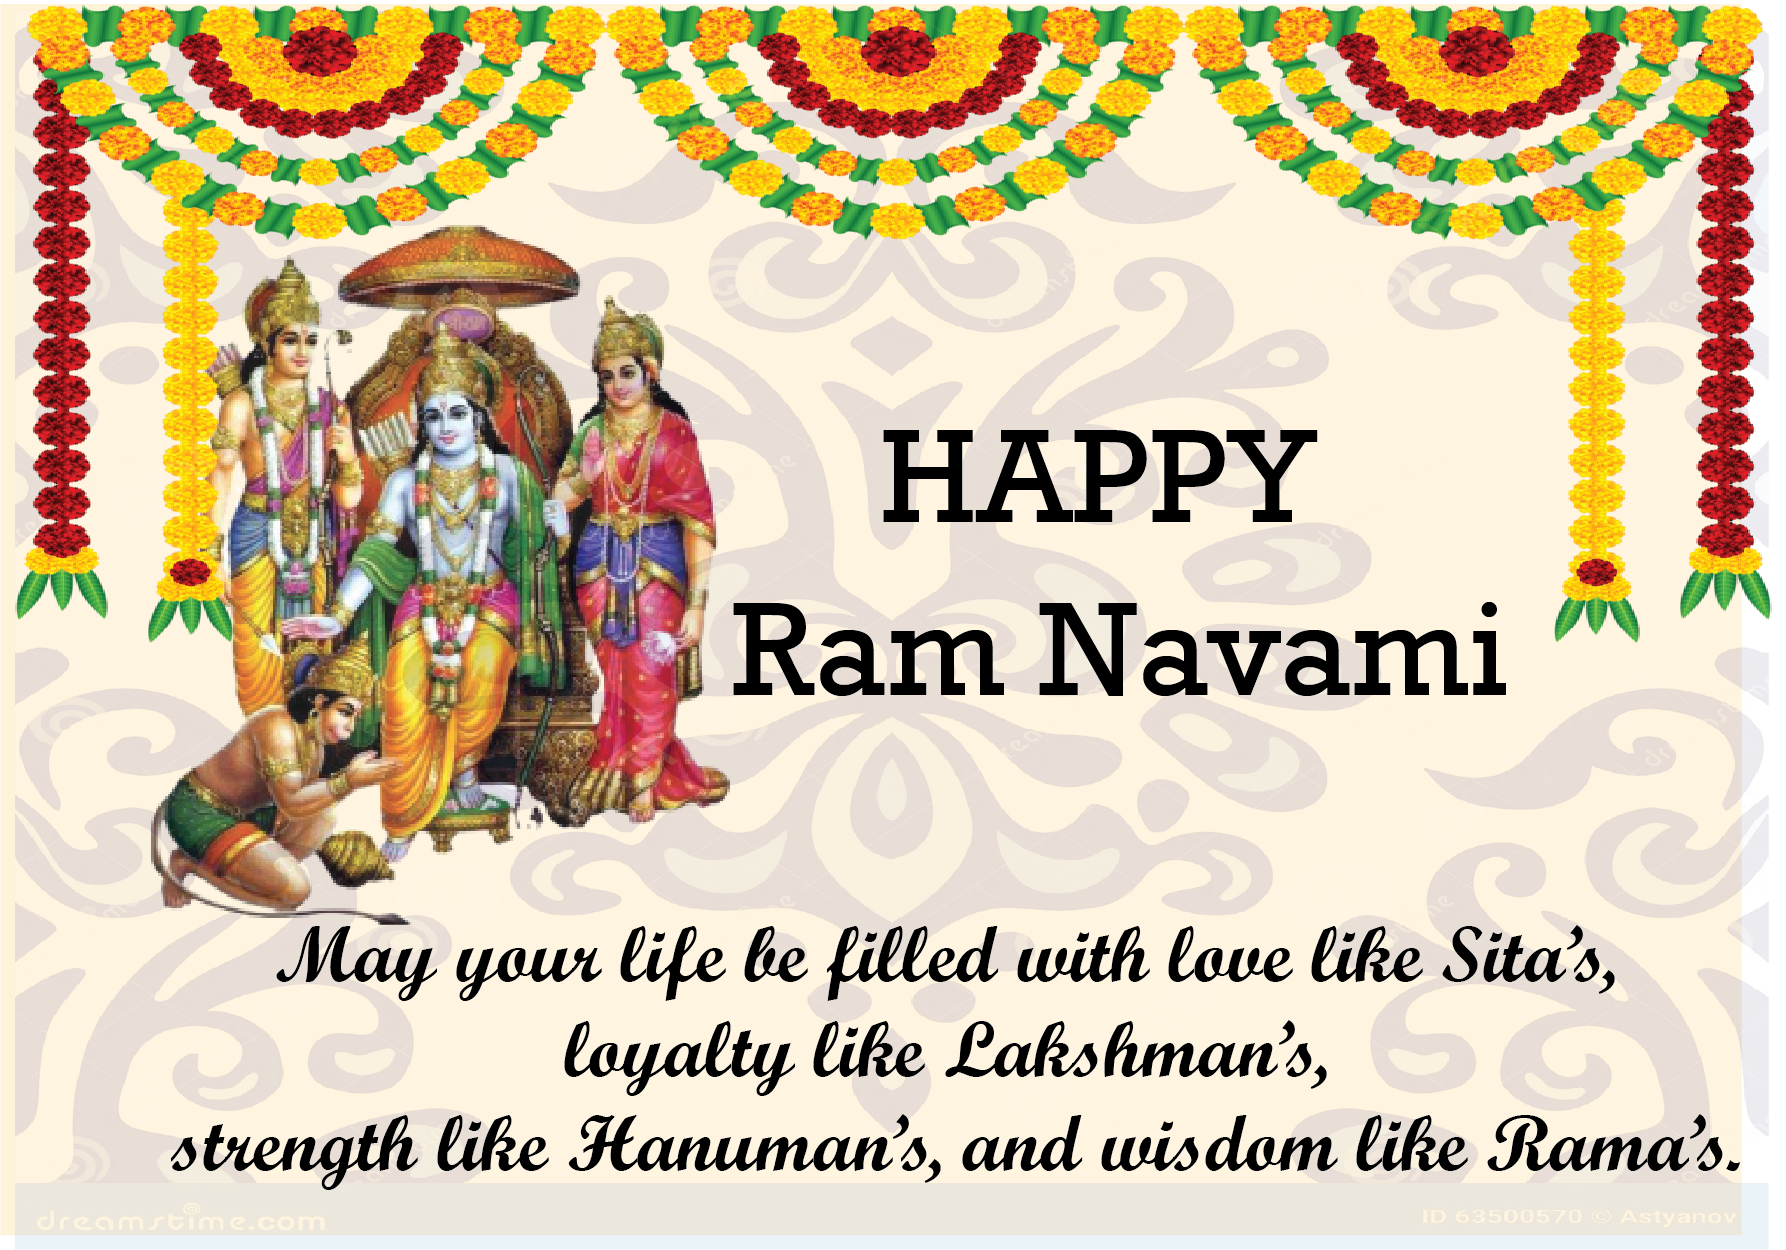 HAPPY
Ram Navami
May your life be filled with love like Sita's,
loyalty like Lakshman's,
strength like Hanuman's, and wisdom like Rama's.
dreamstime.com
ID 63500570 © Astyanov